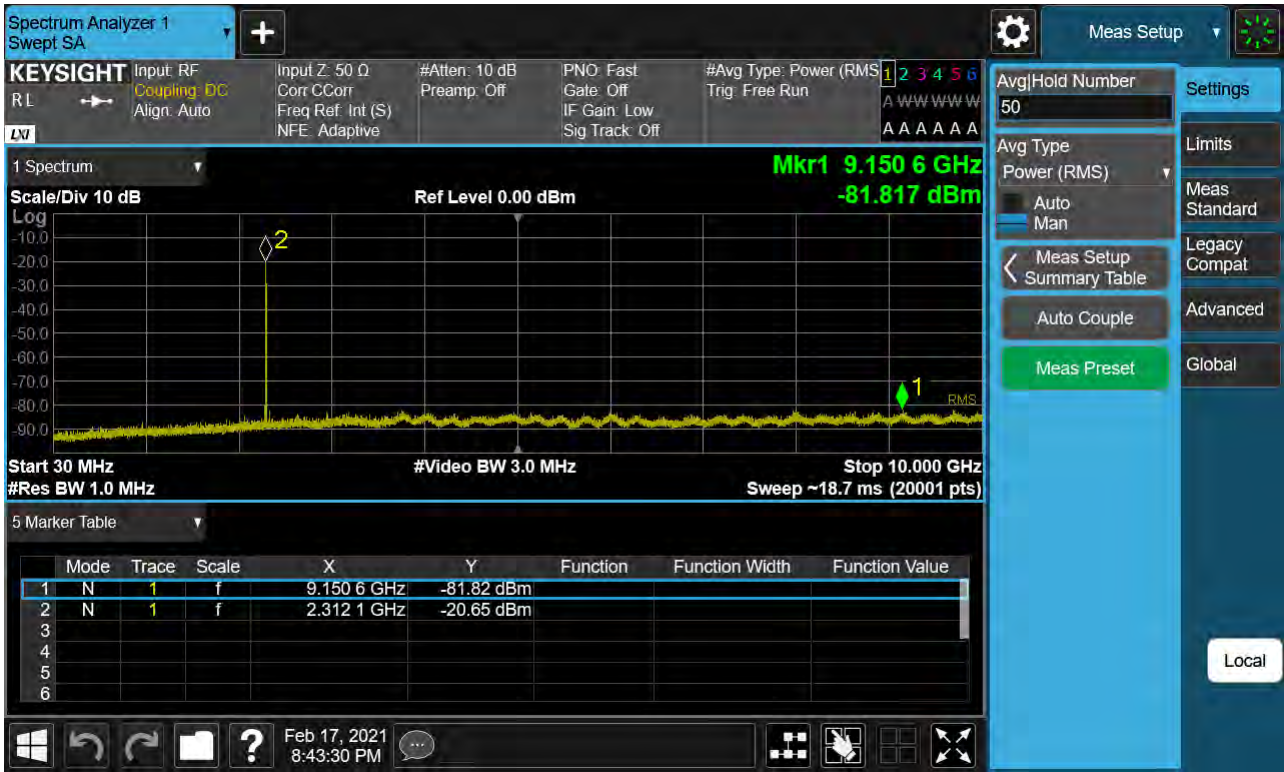 Spectrum Analyzer 1
Swept SA
+
Meas Setup
KEYSIGHT
RL
LXI
Input: RF
Coupling: DC
Align: Auto
Input Z: 50 Ω
Corr CCorr
Freq Ref: Int (S)
NFE: Adaptive
#Atten: 10 dB
Preamp: Off
PNO: Fast
Gate: Off
IF Gain: Low
Sig Track: Off
#Avg Type: Power (RMS
Trig: Free Run
1 2 3 4 5 6
A W W W W W
A A A A A A
1 Spectrum
Mkr1 9.150 6 GHz
-81.817 dBm
Scale/Div 10 dB
Ref Level 0.00 dBm
Log
-10.0
-20.0
-30.0
-40.0
-50.0
-60.0
-70.0
-80.0
-90.0
2
1
RMS
Start 30 MHz
#Video BW 3.0 MHz
Stop 10.000 GHz
#Res BW 1.0 MHz
Sweep ~18.7 ms (20001 pts)
5 Marker Table
Mode Trace Scale X Y Function Function Width Function Value
1 N 1 f 9.150 6 GHz -81.82 dBm
2 N 1 f 2.312 1 GHz -20.65 dBm
3
4
5
6
Avg|Hold Number
50
Avg Type
Power (RMS)
Auto
Man
Meas Setup
Summary Table
Auto Couple
Meas Preset
Settings
Limits
Meas
Standard
Legacy
Compat
Advanced
Global
Local
?
Feb 17, 2021
8:43:30 PM